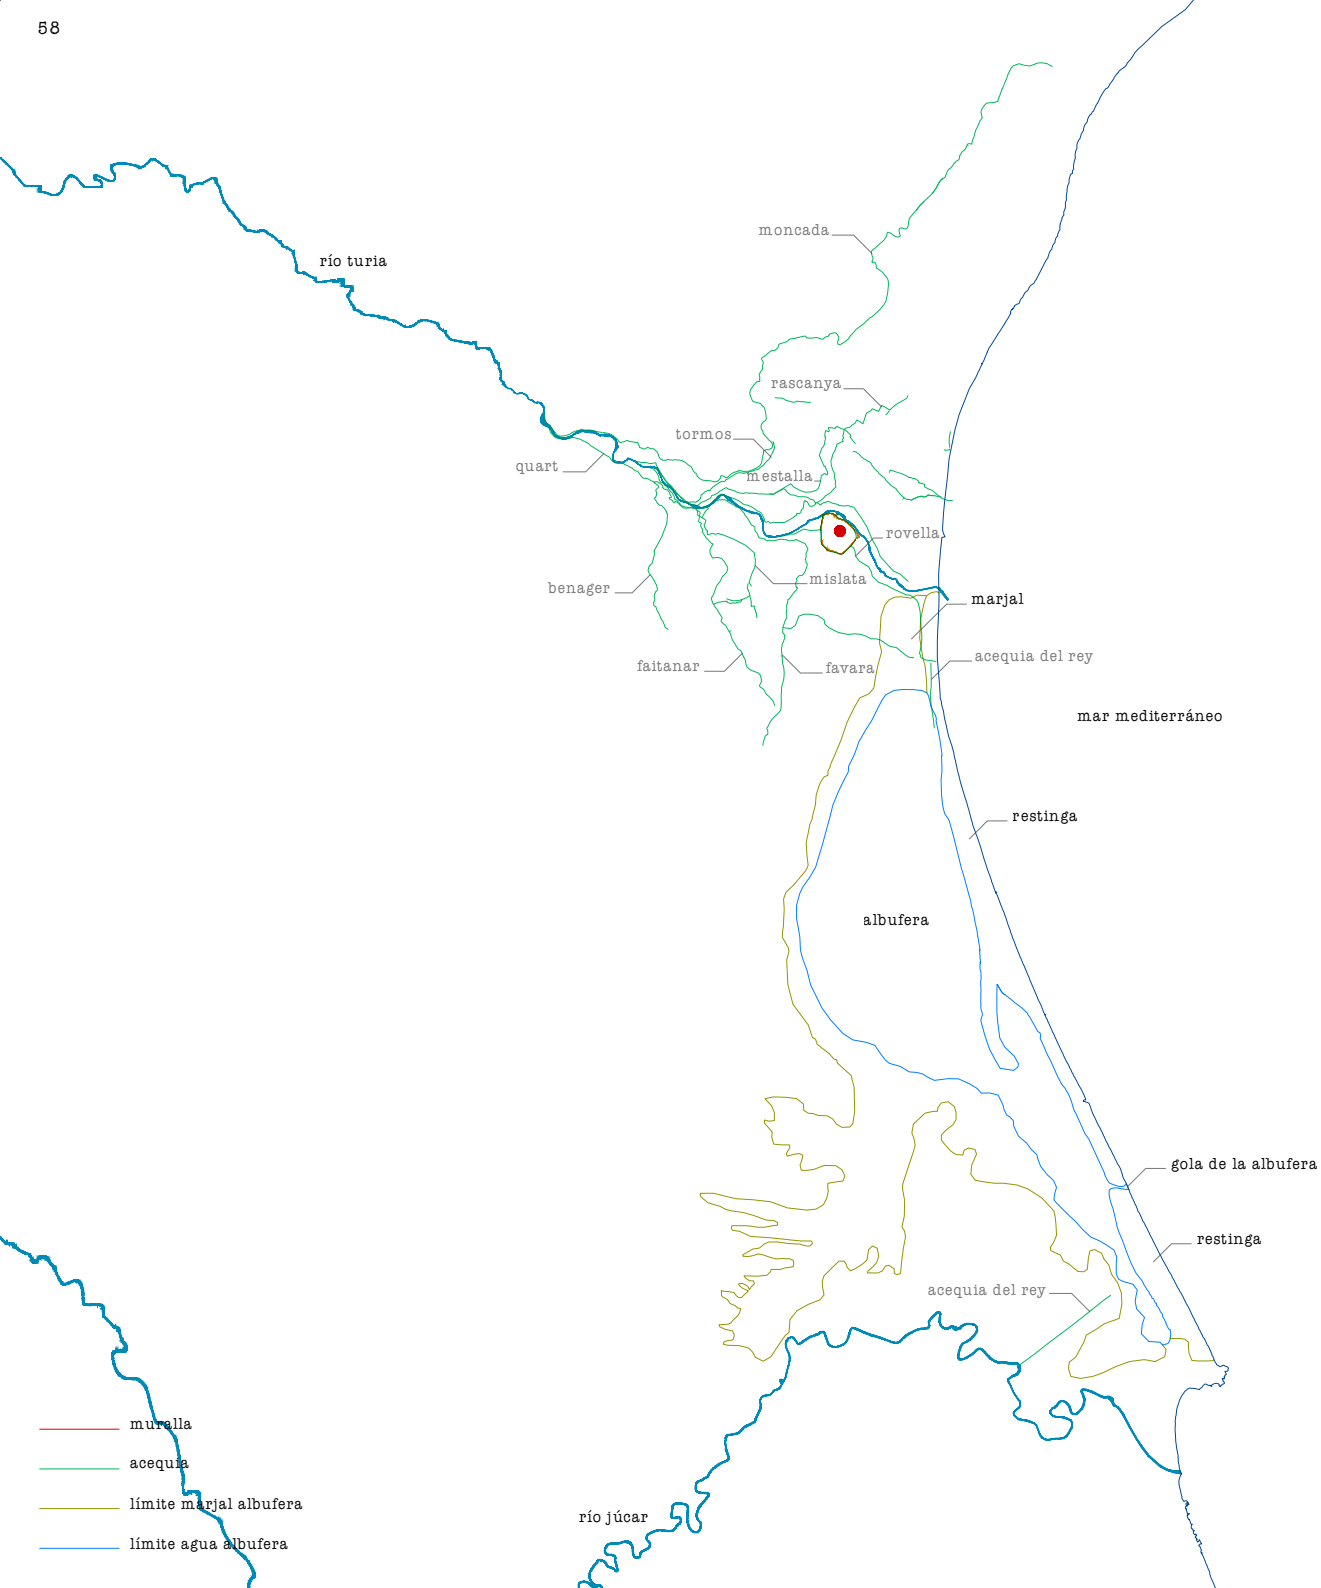 58
moncada
río turia
rascanya
tormos
quart
mestalla
rovella
mislata
benager
marjal
acequia del rey
faitanar
favara
mar mediterráneo
restinga
albufera
gola de la albufera
restinga
acequia del rey
muralla
acequia
límite marjal albufera
río júcar
límite agua albufera